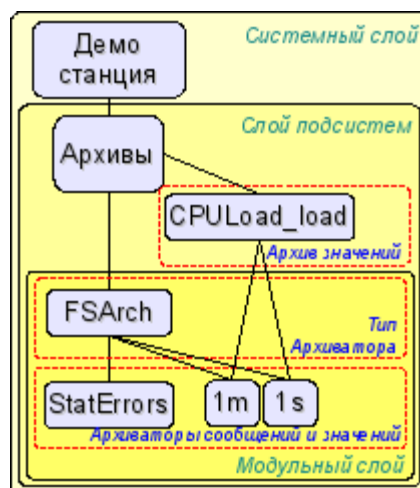 Демо
станция
Системный слой
Слой подсистем
Архивы
CPULoad_load
Архив значений
FSArch
Тип
Архиватора
StatErrors
1m
1s
Архиваторы сообщений и значений
Модульный слой